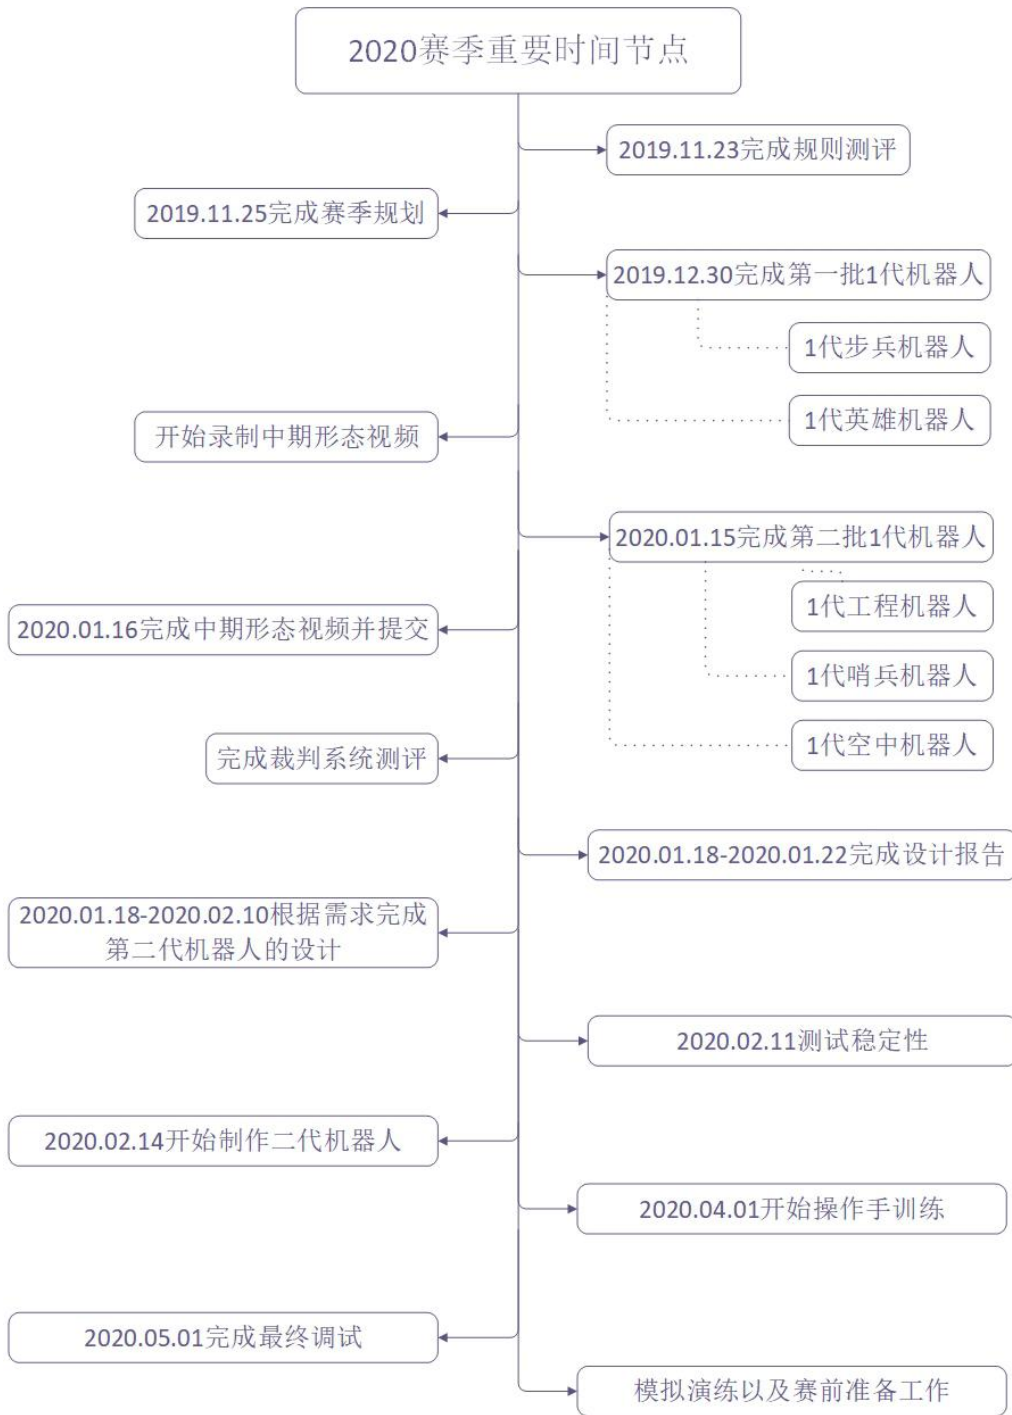 2020赛季重要时间节点
2019.11.23完成规则测评
2019.11.25完成赛季规划
2019.12.30完成第一批1代机器人
1代步兵机器人
1代英雄机器人
开始录制中期形态视频
2020.01.15完成第二批1代机器人
1代工程机器人
2020.01.16完成中期形态视频并提交
1代哨兵机器人
1代空中机器人
完成裁判系统测评
2020.01.18-2020.01.22完成设计报告
2020.01.18-2020.02.10根据需求完成
第二代机器人的设计
2020.02.11测试稳定性
2020.02.14开始制作二代机器人
2020.04.01开始操作手训练
2020.05.01完成最终调试
模拟演练以及赛前准备工作